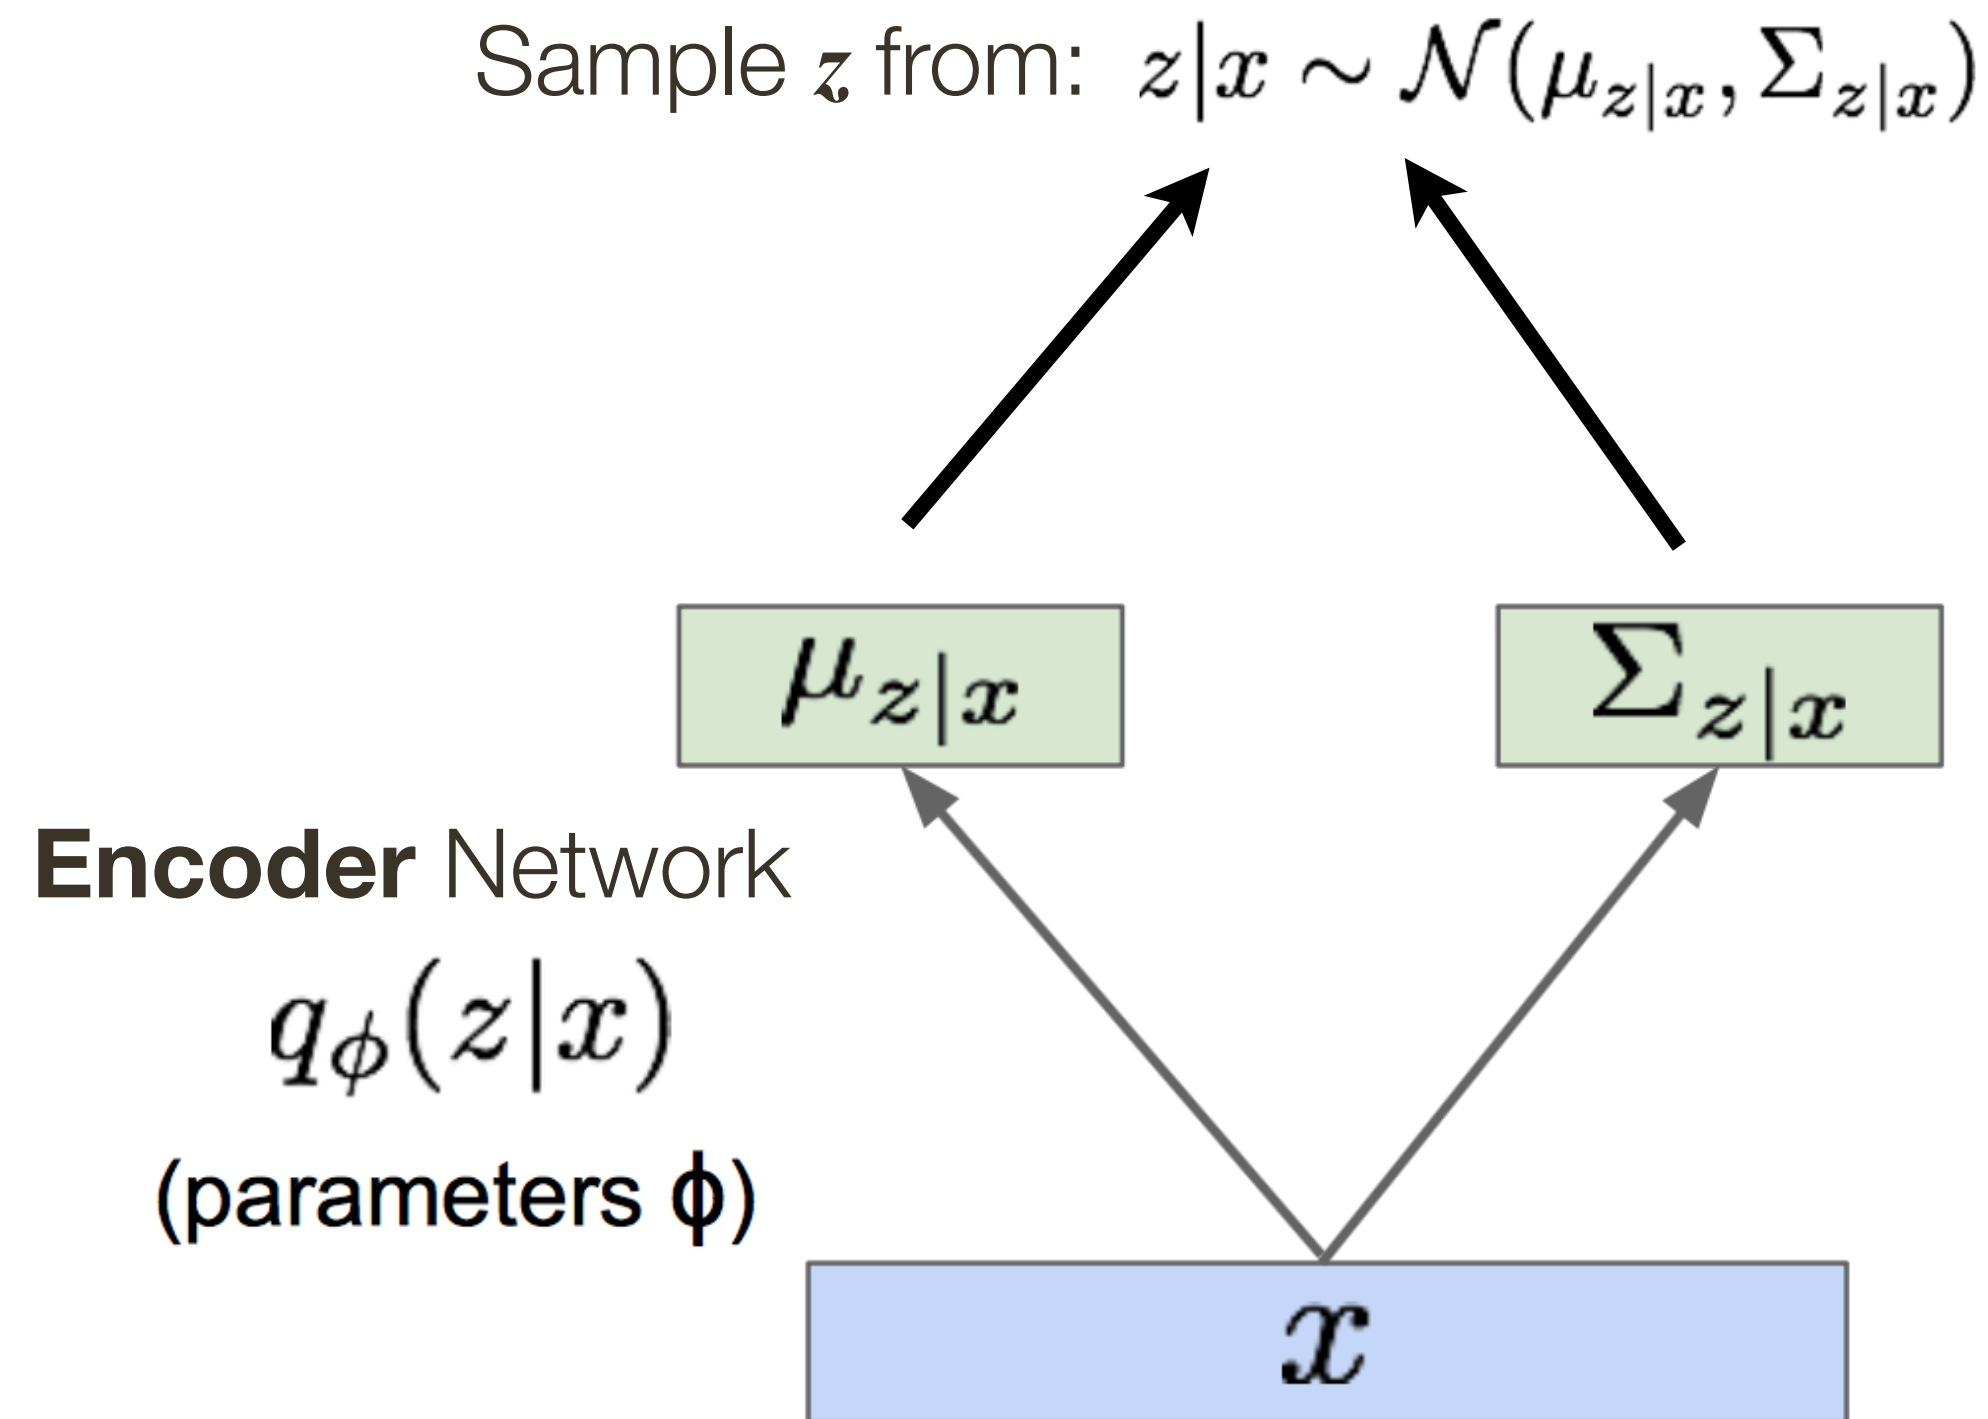 Sample z from: z|x ∼ 𝒩(μ_{z|x}, Σ_{z|x})
μ_{z|x} Σ_{z|x}
Encoder Network
q_ϕ(z|x)
(parameters ϕ)
x